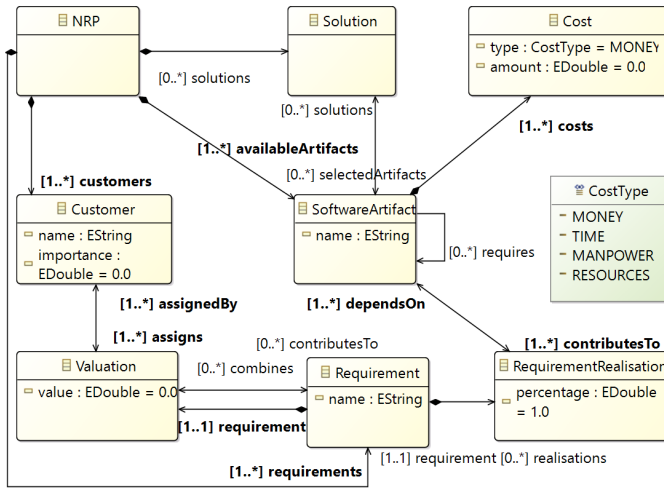 NRP
Solution
Cost
type : CostType = MONEY
amount : EDouble = 0.0
[0..*] solutions
[0..*] solutions
[1..*] costs
[1..*] availableArtifacts
[0..*] selectedArtifacts
[1..*] customers
CostType
MONEY
TIME
MANPOWER
RESOURCES
Customer
name : EString
importance :
EDouble = 0.0
SoftwareArtifact
name : EString
[0..*] requires
[1..*] assignedBy
[1..*] dependsOn
[1..*] assigns
[0..*] contributesTo
[1..*] contributesTo
Valuation
value : EDouble = 0.0
[0..*] combines
Requirement
name : EString
RequirementRealisation
percentage : EDouble
= 1.0
[1..1] requirement
[1..1] requirement [0..*] realisations
[1..*] requirements